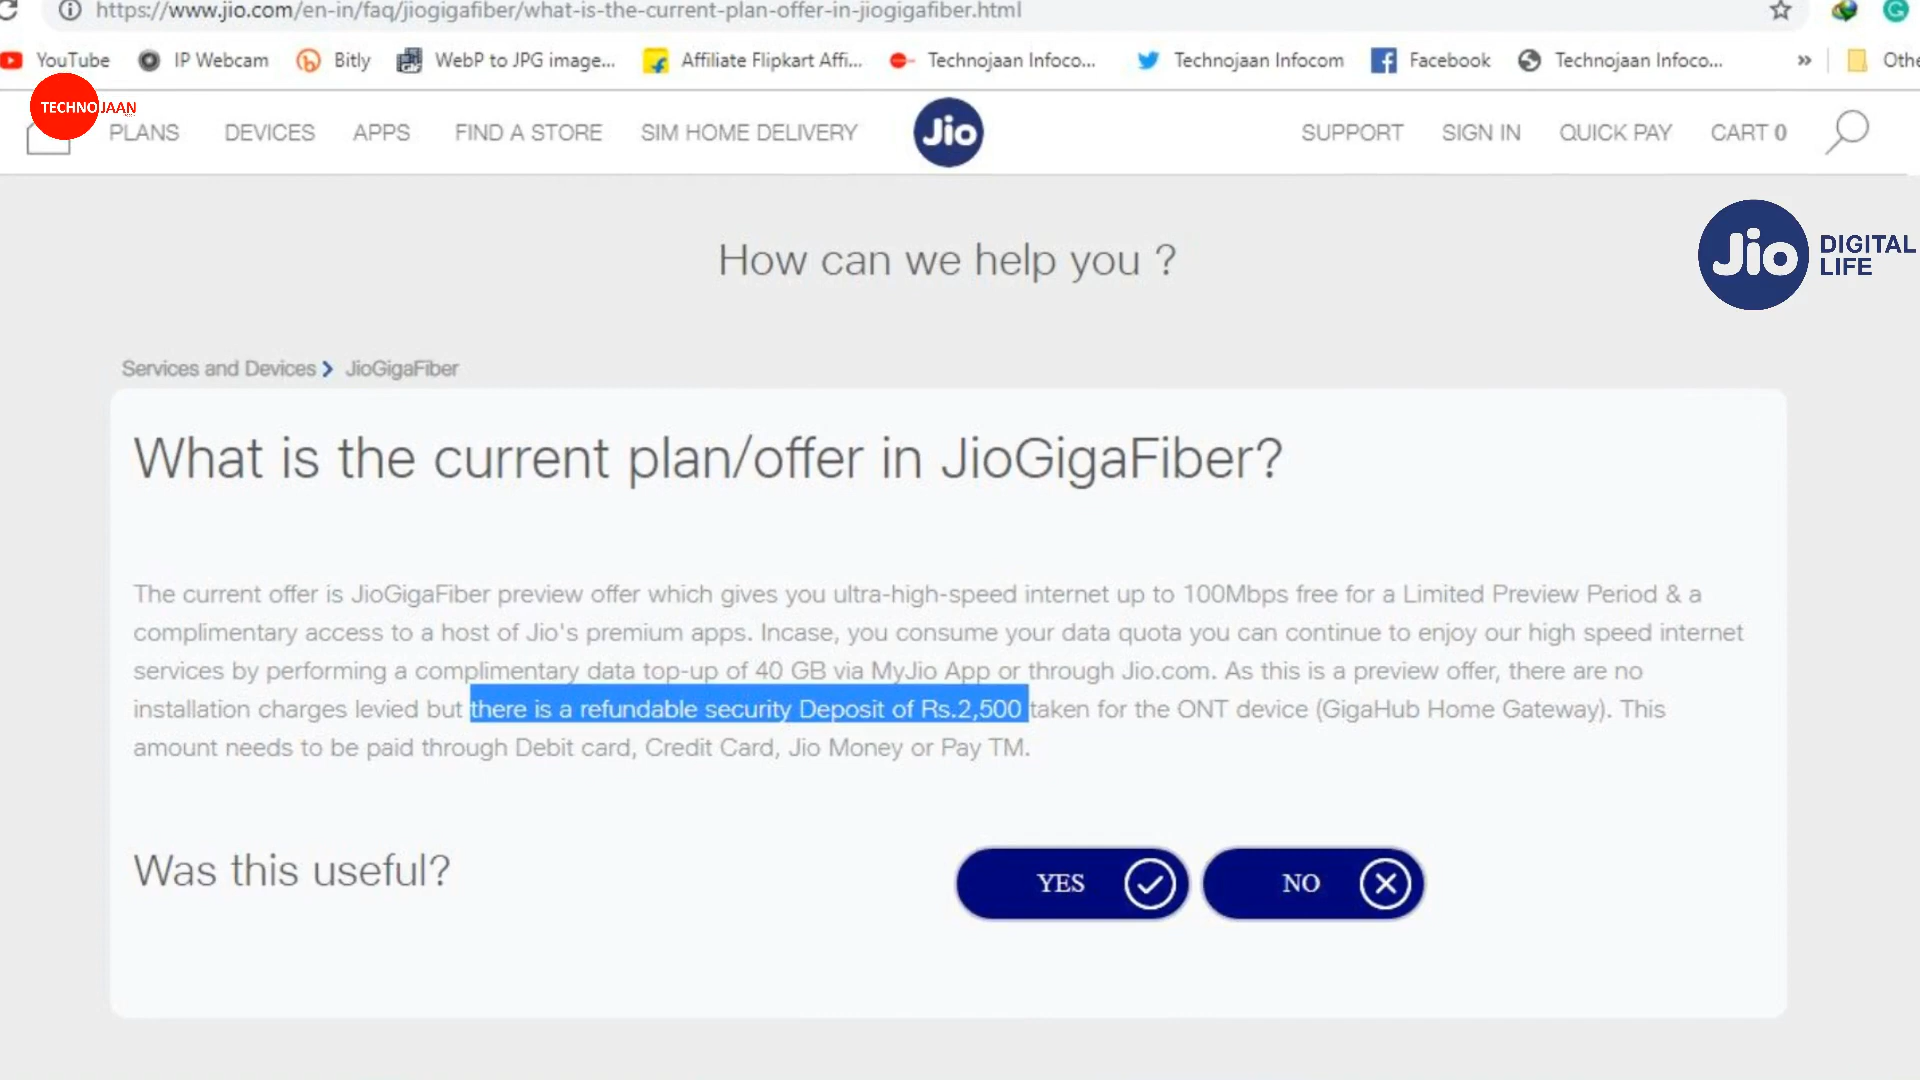 https://www.jio.com/en-in/faq/jiogigafiber/what-is-the-current-plan-offer-in-jiogigafiber.html
YouTube IP Webcam Bitly WebP to JPG image... Affiliate Flipkart Affi... Technojaan Infoco... Technojaan Infocom Facebook Technojaan Infoco... » Othe
TECHNOJAAN
PLANS DEVICES APPS FIND A STORE SIM HOME DELIVERY Jio SUPPORT SIGN IN QUICK PAY CART 0
How can we help you ?
Jio DIGITAL
LIFE
Services and Devices > JioGigaFiber
What is the current plan/offer in JioGigaFiber?
The current offer is JioGigaFiber preview offer which gives you ultra-high-speed internet up to 100Mbps free for a Limited Preview Period & a
complimentary access to a host of Jio's premium apps. Incase, you consume your data quota you can continue to enjoy our high speed internet
services by performing a complimentary data top-up of 40 GB via MyJio App or through Jio.com. As this is a preview offer, there are no
installation charges levied but there is a refundable security Deposit of Rs.2,500 taken for the ONT device (GigaHub Home Gateway). This
amount needs to be paid through Debit card, Credit Card, Jio Money or Pay TM.
Was this useful?
YES NO